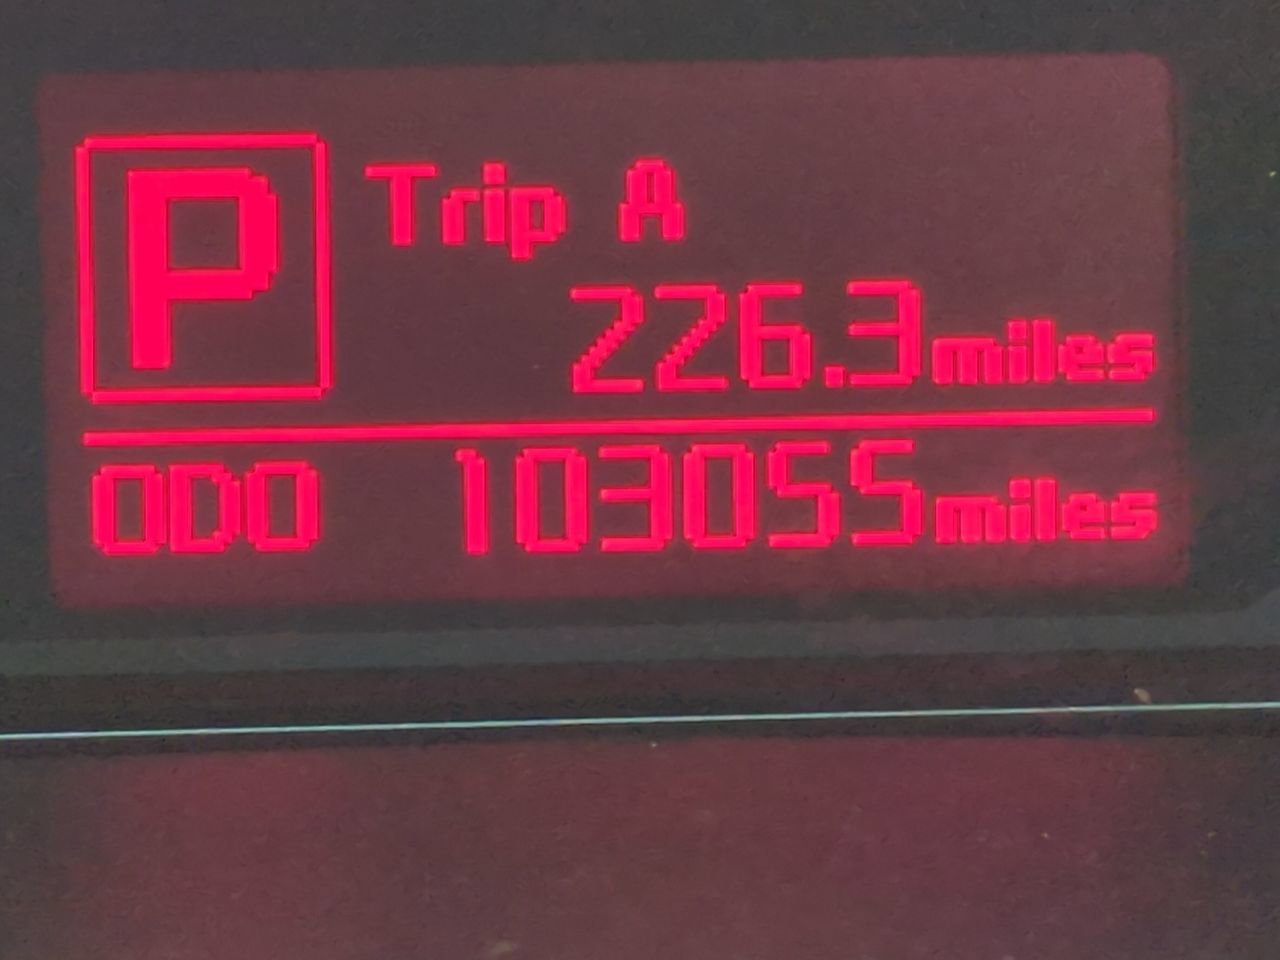 P
Trip A
226.3miles
ODO 103055miles